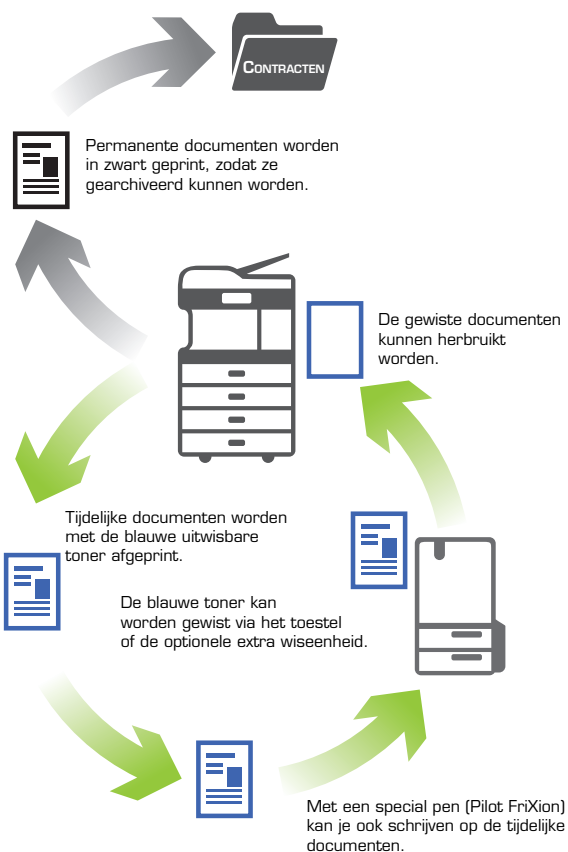 CONTRACTEN
Permanente documenten worden
in zwart geprint, zodat ze
gearchiveerd kunnen worden.
De gewiste documenten
kunnen herbruikt
worden.
Tijdelijke documenten worden
met de blauwe uitwisbare
toner afgeprint.
De blauwe toner kan
worden gewist via het toestel
of de optionele extra wiseenheid.
Met een special pen (Pilot FriXion)
kan je ook schrijven op de tijdelijke
documenten.